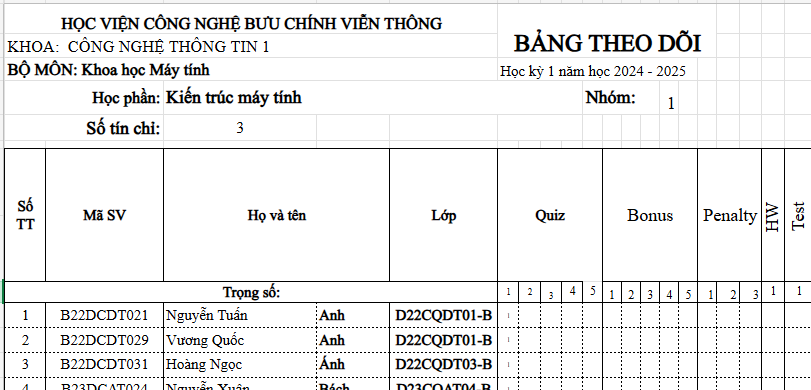 HỌC VIỆN CÔNG NGHỆ BƯU CHÍNH VIỄN THÔNG
KHOA: CÔNG NGHỆ THÔNG TIN 1
BẢNG THEO DÕI
BỘ MÔN: Khoa học Máy tính
Học kỳ 1 năm học 2024 - 2025
Học phần: Kiến trúc máy tính Nhóm: 1
Số tín chỉ: 3
Số TT Mã SV Họ và tên Lớp Quiz Bonus Penalty HW Test
Trọng số: 1 2 3 4 5 1 2 3 4 5 1 2 3 1 1
1 B22DCDT021 Nguyễn Tuấn Anh D22CQDT01-B
2 B22DCDT029 Vương Quốc Anh D22CQDT01-B
3 B22DCDT031 Hoàng Ngọc Ánh D22CQDT03-B
4 B23DCAT024 Nguyễn Xuân Bách D23CQAT04-B